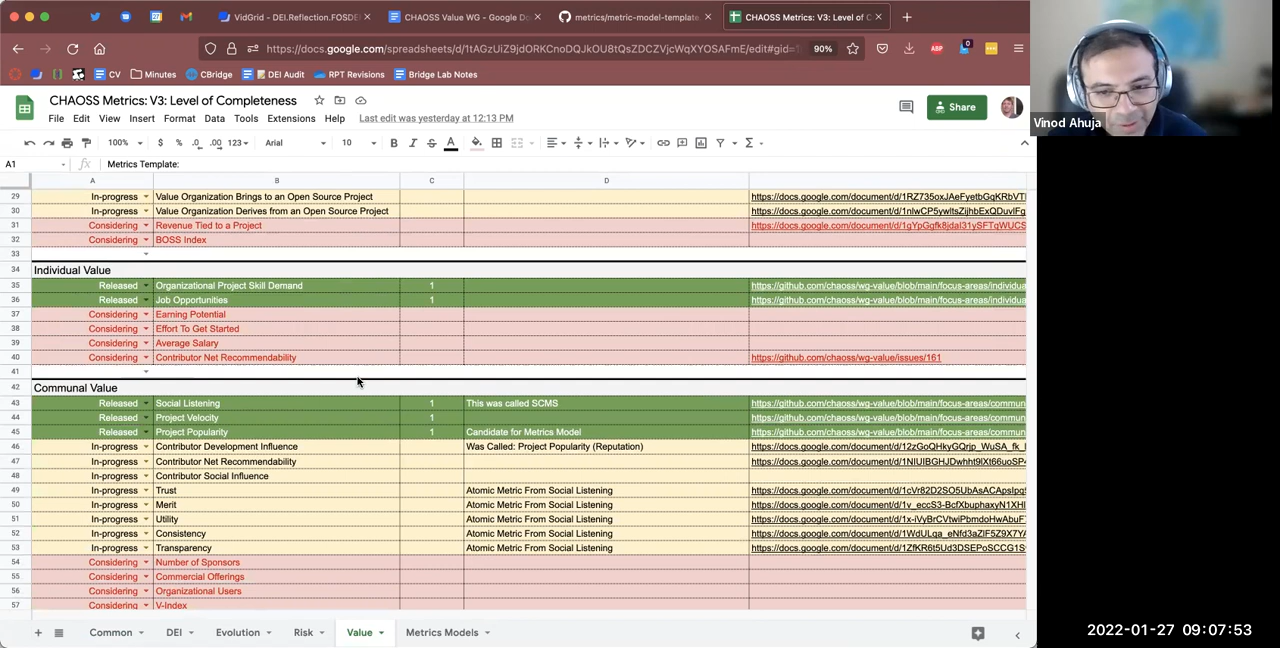 VidGrid - DEI.Reflection.FOSDE
CHAOSS Value WG - Google Do
metrics/metric-model-template
CHAOSS Metrics: V3: Level of C
https://docs.google.com/spreadsheets/d/1tAGzUiZ9jdORKCnoDQJkOU8tQsZDCZVjcWqXYOSAFmE/edit#gid=
90%
CV
Minutes
CBridge
DEI Audit
RPT Revisions
Bridge Lab Notes
CHAOSS Metrics: V3: Level of Completeness
File Edit View Insert Format Data Tools Extensions Help
Last edit was yesterday at 12:13 PM
Share
100% $ % .0 .00 123 Arial 10 B I S A
A1 fx Metrics Template:
A B C D
29 In-progress Value Organization Brings to an Open Source Project
30 In-progress Value Organization Derives from an Open Source Project
31 Considering Revenue Tied to a Project
32 Considering BOSS Index
33
34 Individual Value
35 Released Organizational Project Skill Demand 1 https://github.com/chaoss/wg-value/blob/main/focus-areas/individua
36 Released Job Opportunities 1 https://github.com/chaoss/wg-value/blob/main/focus-areas/individua
37 Considering Earning Potential
38 Considering Effort To Get Started
39 Considering Average Salary
40 Considering Contributor Net Recommendability https://github.com/chaoss/wg-value/issues/161
41
42 Communal Value
43 Released Social Listening 1 This was called SCMS https://github.com/chaoss/wg-value/blob/main/focus-areas/commun
44 Released Project Velocity 1 https://github.com/chaoss/wg-value/blob/main/focus-areas/commun
45 Released Project Popularity 1 Candidate for Metrics Model https://github.com/chaoss/wg-value/blob/main/focus-areas/commun
46 In-progress Contributor Development Influence Was Called: Project Popularity (Reputation)
47 In-progress Contributor Net Recommendability
48 In-progress Contributor Social Influence
49 In-progress Trust Atomic Metric From Social Listening
50 In-progress Merit Atomic Metric From Social Listening
51 In-progress Utility Atomic Metric From Social Listening
52 In-progress Consistency Atomic Metric From Social Listening
53 In-progress Transparency Atomic Metric From Social Listening
54 Considering Number of Sponsors
55 Considering Commercial Offerings
56 Considering Organizational Users
57 Considering V-Index
Common DEI Evolution Risk Value Metrics Models
Vinod Ahuja
2022-01-27 09:07:53